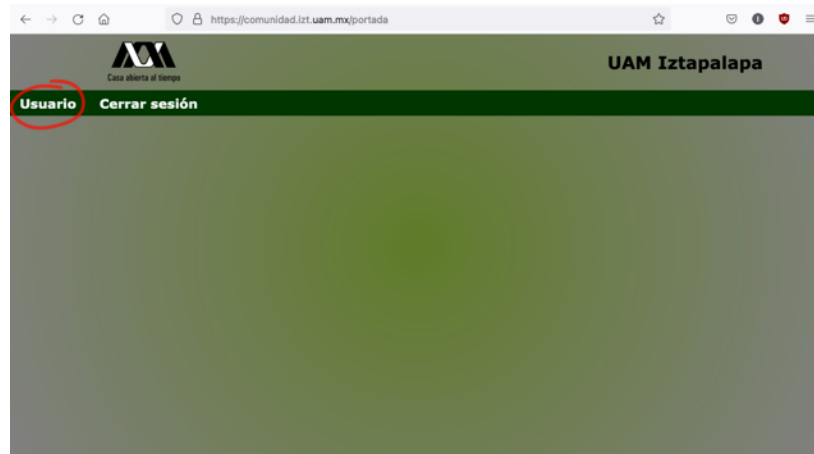 https://comunidad.izt.uam.mx/portada
Casa abierta al tiempo
UAM Iztapalapa
Usuario Cerrar sesión